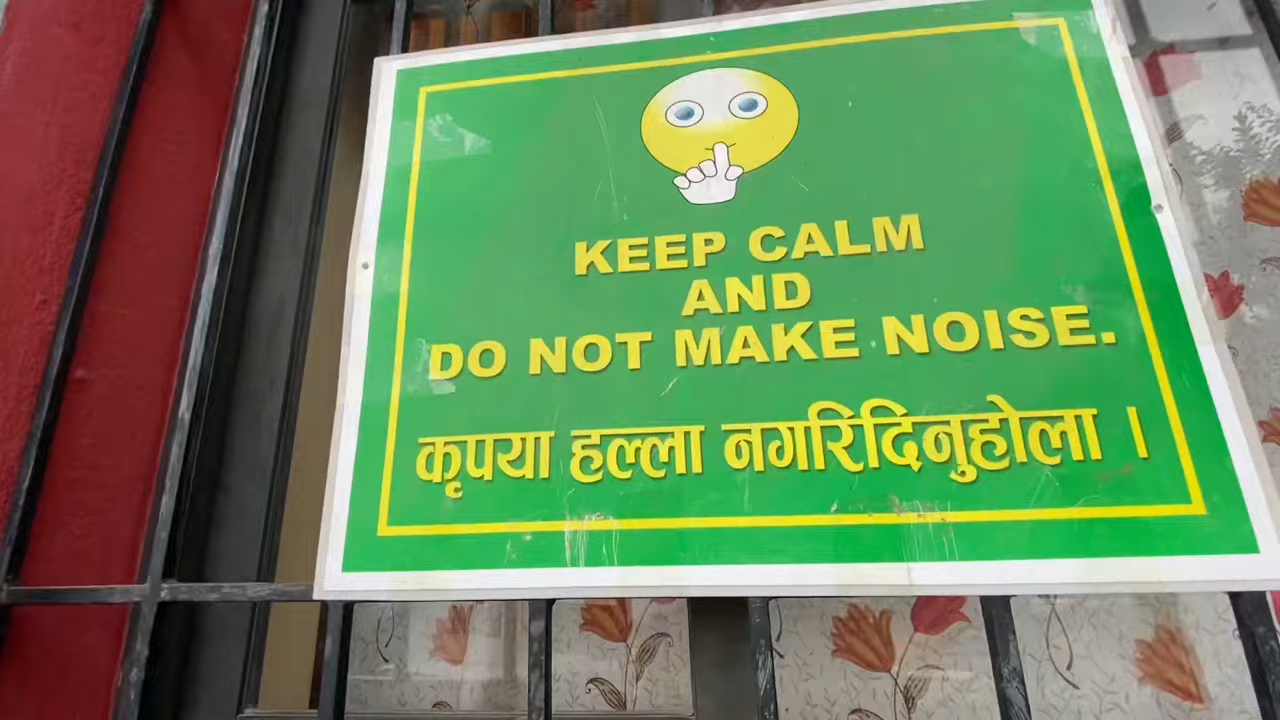 KEEP CALM
AND
DO NOT MAKE NOISE.
कृपया हल्ला नगरिदिनुहोला ।